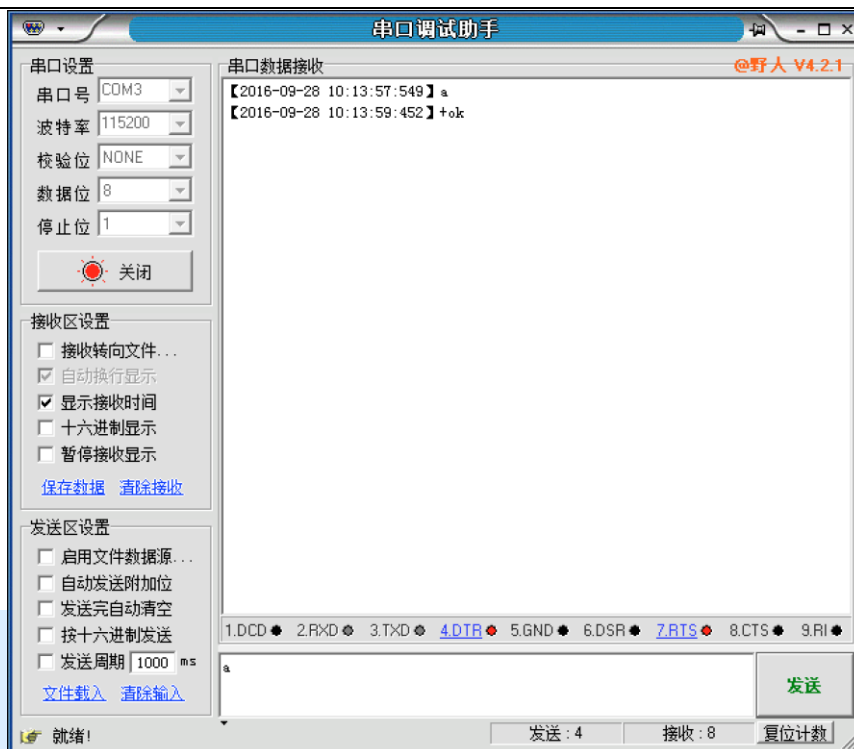 串口调试助手
串口设置
串口号 COM3
波特率 115200
校验位 NONE
数据位 8
停止位 1
关闭
接收区设置
接收转向文件...
自动换行显示
显示接收时间
十六进制显示
暂停接收显示
保存数据 清除接收
发送区设置
启用文件数据源...
自动发送附加位
发送完自动清空
按十六进制发送
发送周期 1000 ms
文件载入 清除输入
串口数据接收
@野人 V4.2.1
【2016-09-28 10:13:57:549】a
【2016-09-28 10:13:59:452】+ok
1.DCD 2.RXD 3.TXD 4.DTR 5.GND 6.DSR 7.RTS 8.CTS 9.RI
a
发送
就绪! 发送:4 接收:8 复位计数